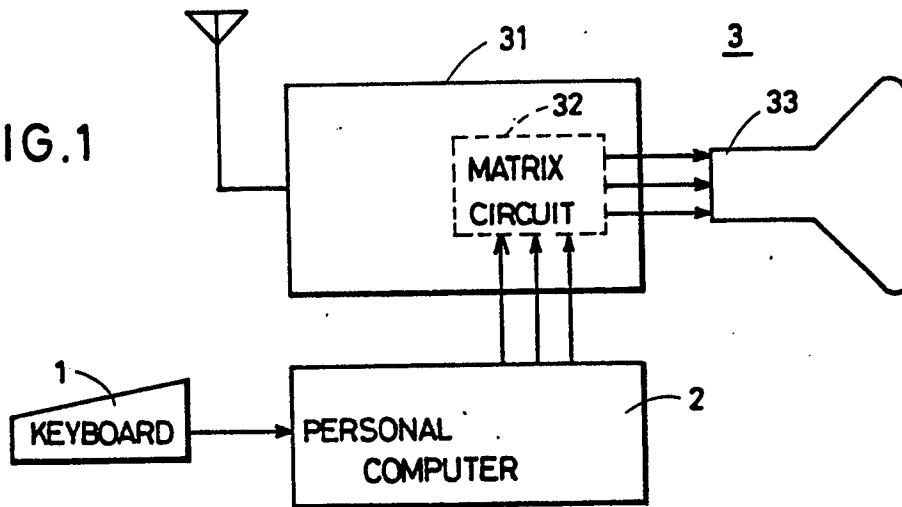 3
31
32
33
IG.1
MATRIX
CIRCUIT
1
2
KEYBOARD
PERSONAL
COMPUTER